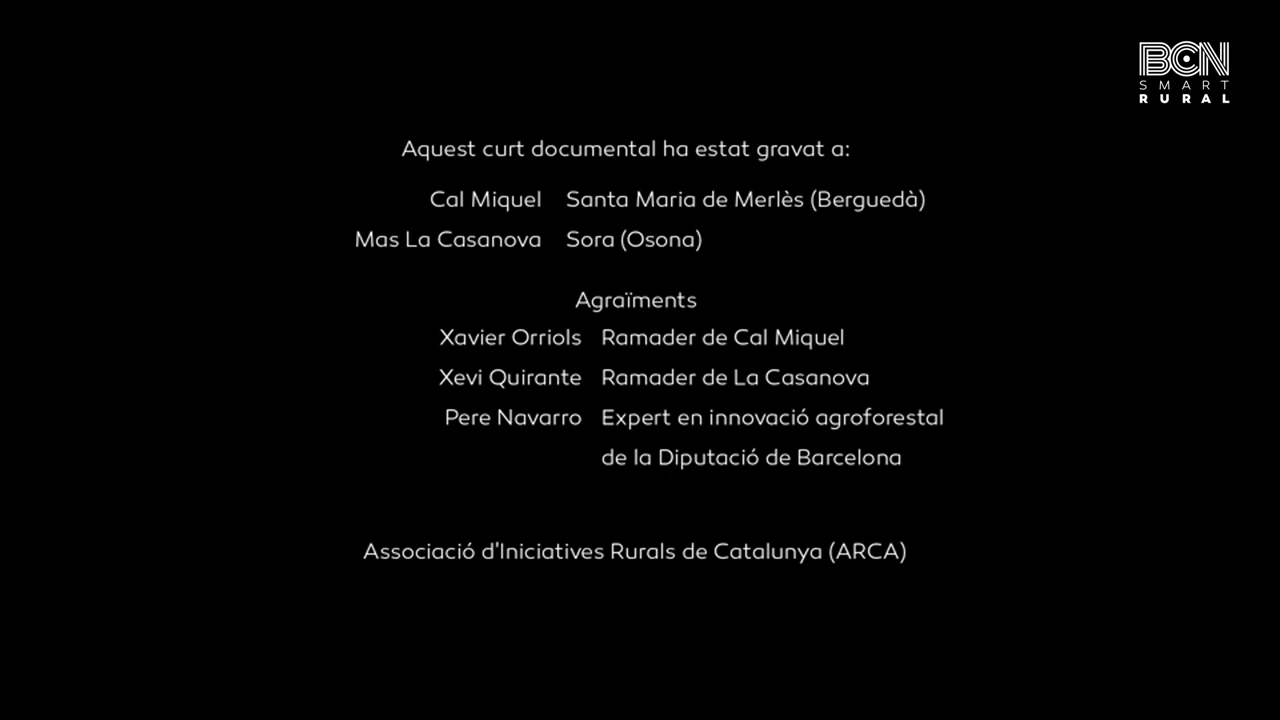 BCN
SMART
RURAL
Aquest curt documental ha estat gravat a:
Cal Miquel Santa Maria de Merlès (Berguedà)
Mas La Casanova Sora (Osona)
Agraïments
Xavier Orriols Ramader de Cal Miquel
Xevi Quirante Ramader de La Casanova
Pere Navarro Expert en innovació agroforestal
de la Diputació de Barcelona
Associació d'Iniciatives Rurals de Catalunya (ARCA)